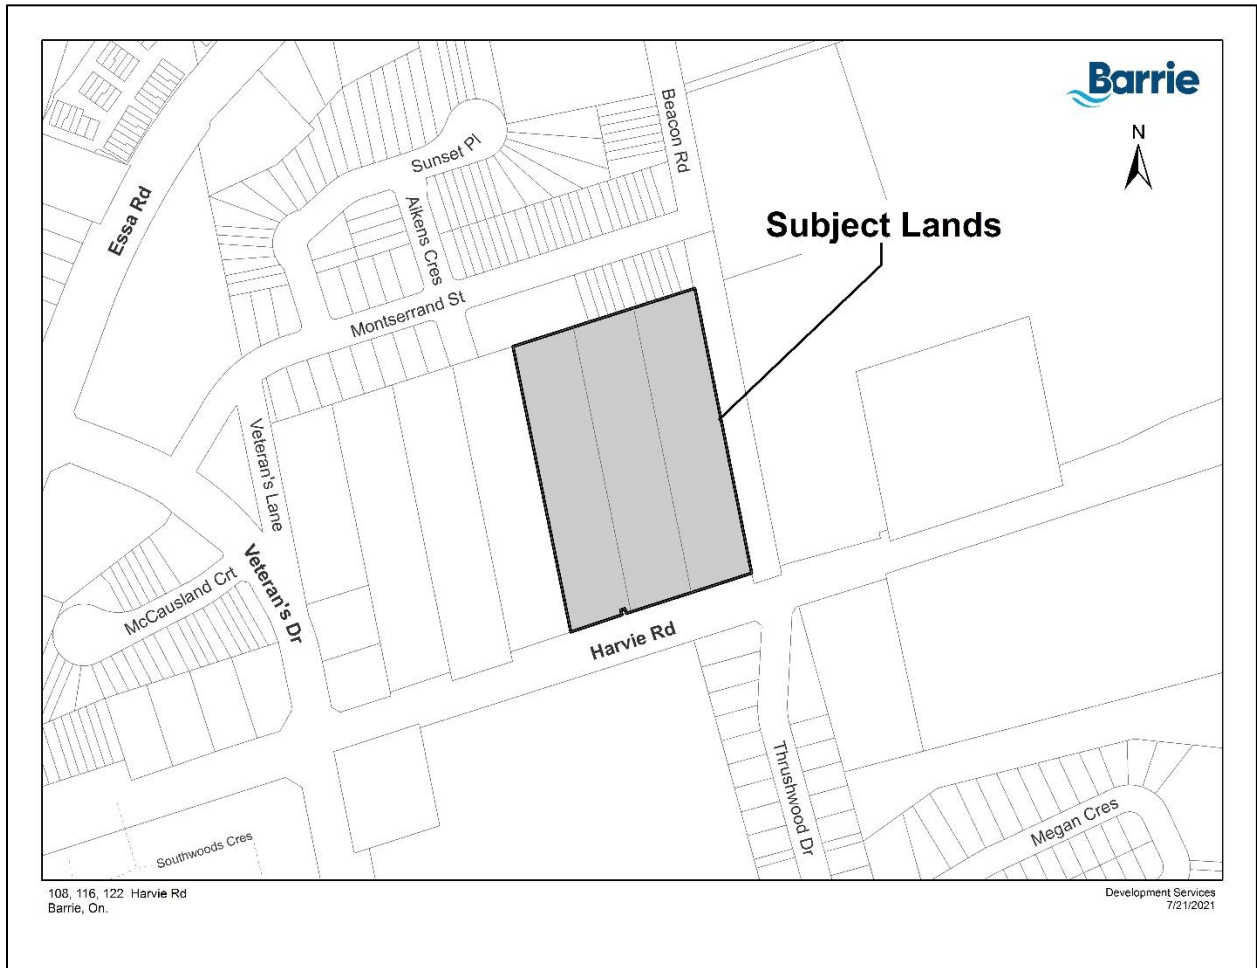 Barrie
N
Beacon Rd
Sunset Pl
Essa Rd
Aikens Cres
Subject Lands
Montserrand St
Veteran's Lane
Veteran's Dr
McCausland Crt
Harvie Rd
Thrushwood Dr
Megan Cres
Southwoods Cres
108, 116, 122 Harvie Rd
Barrie, On.
Development Services
7/21/2021